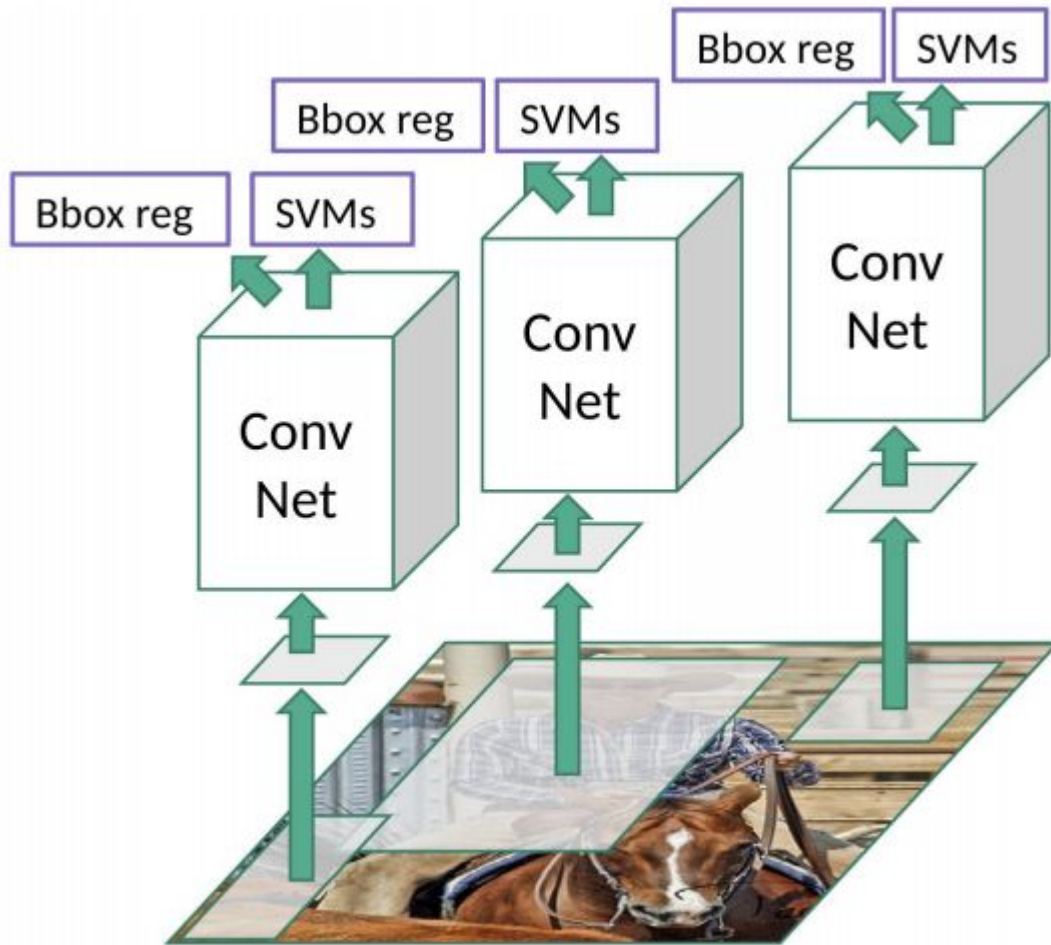 Bbox reg
SVMs
Bbox reg
SVMs
Bbox reg
SVMs
Conv
Net
Conv
Net
Conv
Net